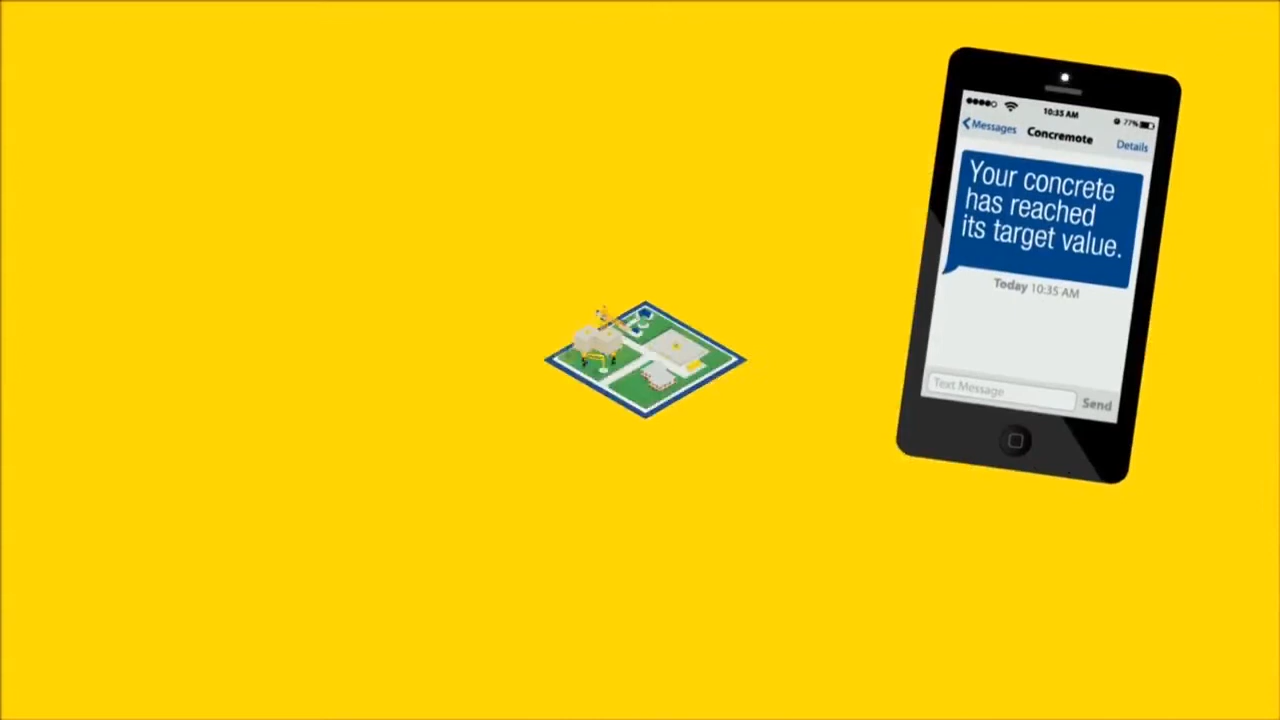 10:35 AM
77%
Messages
Concremote
Details
Your concrete
has reached
its target value.
Today 10:35 AM
Text Message
Send